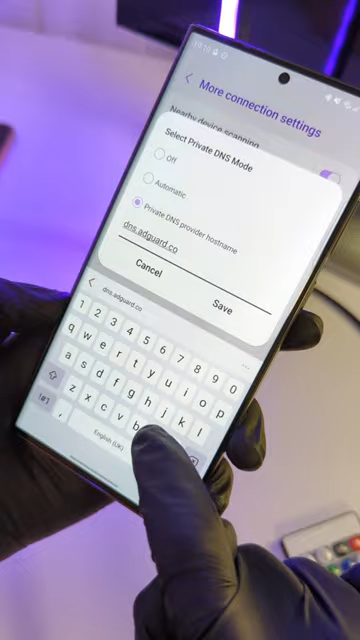 More connection settings
Nearby device scanning
Select Private DNS Mode
Off
Automatic
Private DNS provider hostname
dns.adguard.co
Cancel
Save
dns.adguard.co
1 2 3 4 5 6 7 8 9 0
q w e r t y u i o p
a s d f g h j k l
z x c v b
!#1 , English (UK)